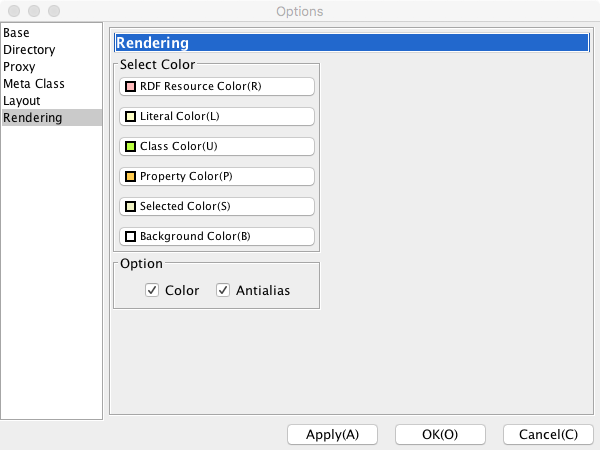 Options
Base
Directory
Proxy
Meta Class
Layout
Rendering
Rendering
Select Color
RDF Resource Color(R)
Literal Color(L)
Class Color(U)
Property Color(P)
Selected Color(S)
Background Color(B)
Option
Color Antialias
Apply(A) OK(O) Cancel(C)